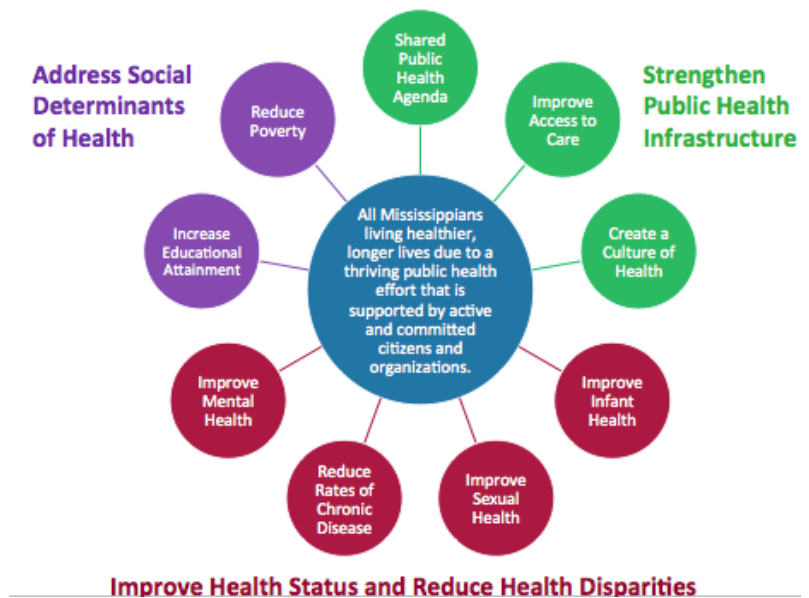 Address Social
Determinants
of Health
Strengthen
Public Health
Infrastructure
Shared
Public
Health
Agenda
Improve
Access to
Care
Create a
Culture of
Health
Improve
Infant
Health
Improve
Sexual
Health
Reduce
Rates of
Chronic
Disease
Improve
Mental
Health
Increase
Educational
Attainment
Reduce
Poverty
All Mississippians
living healthier,
longer lives due to a
thriving public health
effort that is
supported by active
and committed
citizens and
organizations.
Improve Health Status and Reduce Health Disparities